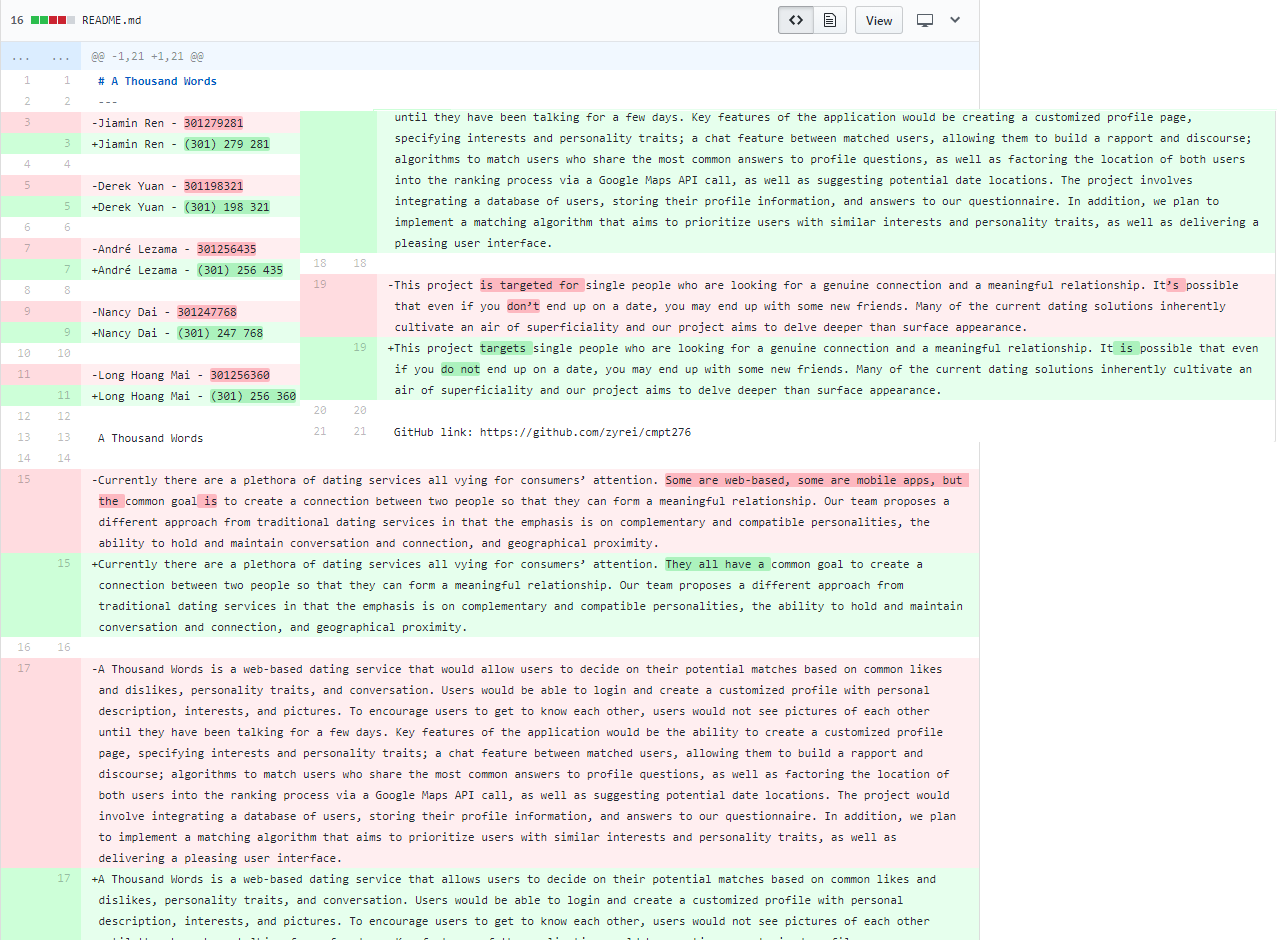 16 README.md View
... ... @@ -1,21 +1,21 @@
1 1 # A Thousand Words
2 2 ---
3 -Jiamin Ren - 301279281
3 +Jiamin Ren - (301) 279 281
4 4
5 -Derek Yuan - 301198321
5 +Derek Yuan - (301) 198 321
6 6
7 -André Lezama - 301256435
7 +André Lezama - (301) 256 435
8 8
9 -Nancy Dai - 301247768
9 +Nancy Dai - (301) 247 768
10 10
11 -Long Hoang Mai - 301256360
11 +Long Hoang Mai - (301) 256 360
12 12
13 13 A Thousand Words
14 14
15 -Currently there are a plethora of dating services all vying for consumers’ attention. Some are web-based, some are mobile apps, but
the common goal is to create a connection between two people so that they can form a meaningful relationship. Our team proposes a
different approach from traditional dating services in that the emphasis is on complementary and compatible personalities, the
ability to hold and maintain conversation and connection, and geographical proximity.
15 +Currently there are a plethora of dating services all vying for consumers’ attention. They all have a common goal to create a
connection between two people so that they can form a meaningful relationship. Our team proposes a different approach from
traditional dating services in that the emphasis is on complementary and compatible personalities, the ability to hold and maintain
conversation and connection, and geographical proximity.
16 16
17 -A Thousand Words is a web-based dating service that would allow users to decide on their potential matches based on common likes
and dislikes, personality traits, and conversation. Users would be able to login and create a customized profile with personal
description, interests, and pictures. To encourage users to get to know each other, users would not see pictures of each other
until they have been talking for a few days. Key features of the application would be the ability to create a customized profile
page, specifying interests and personality traits; a chat feature between matched users, allowing them to build a rapport and
discourse; algorithms to match users who share the most common answers to profile questions, as well as factoring the location of
both users into the ranking process via a Google Maps API call, as well as suggesting potential date locations. The project would
involve integrating a database of users, storing their profile information, and answers to our questionnaire. In addition, we plan
to implement a matching algorithm that aims to prioritize users with similar interests and personality traits, as well as
delivering a pleasing user interface.
17 +A Thousand Words is a web-based dating service that allows users to decide on their potential matches based on common likes and
dislikes, personality traits, and conversation. Users would be able to login and create a customized profile with personal
description, interests, and pictures. To encourage users to get to know each other, users would not see pictures of each other
until they have been talking for a few days. Key features of the application would be creating a customized profile page,
specifying interests and personality traits; a chat feature between matched users, allowing them to build a rapport and discourse;
algorithms to match users who share the most common answers to profile questions, as well as factoring the location of both users
into the ranking process via a Google Maps API call, as well as suggesting potential date locations. The project involves
integrating a database of users, storing their profile information, and answers to our questionnaire. In addition, we plan to
implement a matching algorithm that aims to prioritize users with similar interests and personality traits, as well as delivering a
pleasing user interface.
18 18
19 -This project is targeted for single people who are looking for a genuine connection and a meaningful relationship. It’s possible
that even if you don’t end up on a date, you may end up with some new friends. Many of the current dating solutions inherently
cultivate an air of superficiality and our project aims to delve deeper than surface appearance.
19 +This project targets single people who are looking for a genuine connection and a meaningful relationship. It is possible that even
if you do not end up on a date, you may end up with some new friends. Many of the current dating solutions inherently cultivate an
air of superficiality and our project aims to delve deeper than surface appearance.
20 20
21 21 GitHub link: https://github.com/zyrei/cmpt276